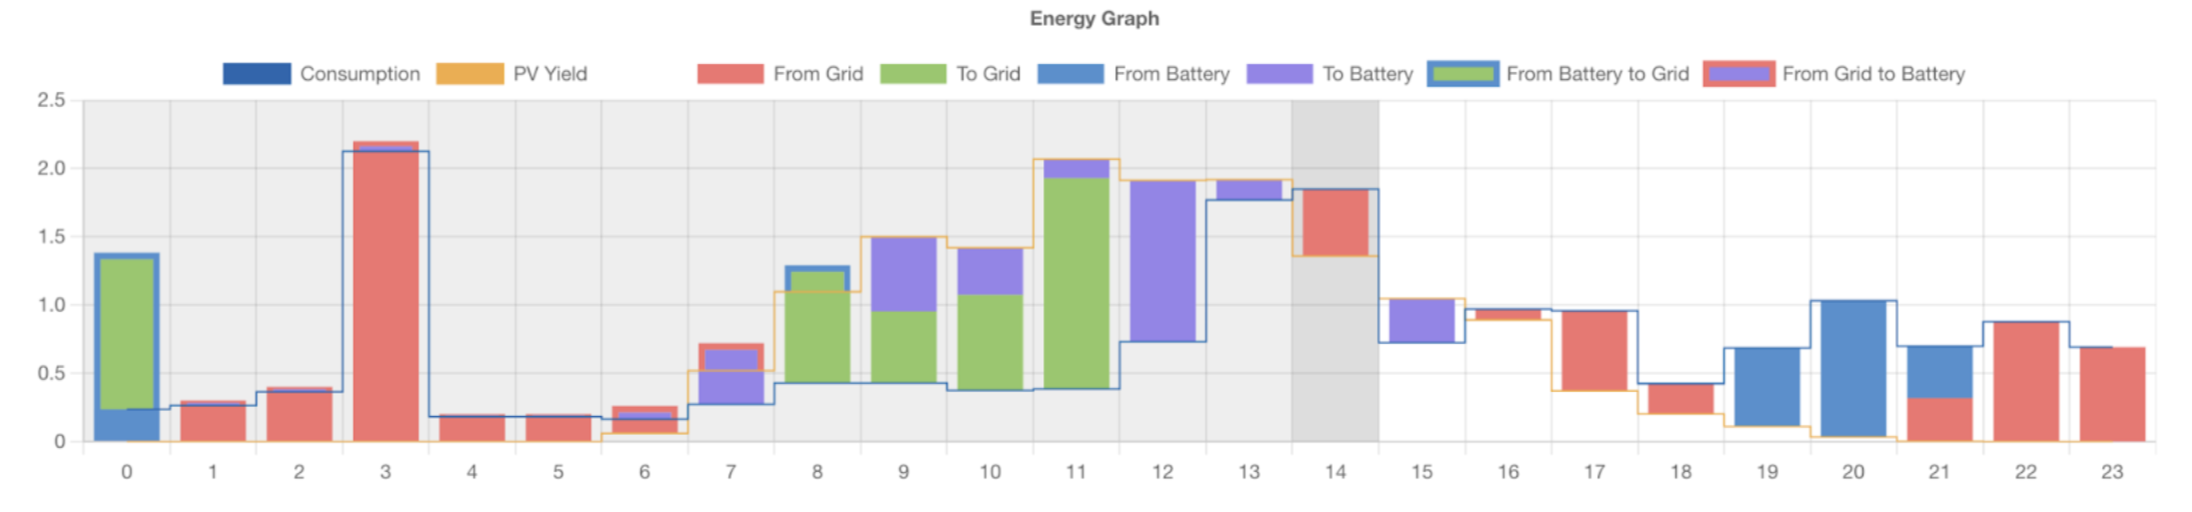 Energy Graph
Consumption PV Yield From Grid To Grid From Battery To Battery From Battery to Grid From Grid to Battery
2.5
2.0
1.5
1.0
0.5
0
0 1 2 3 4 5 6 7 8 9 10 11 12 13 14 15 16 17 18 19 20 21 22 23